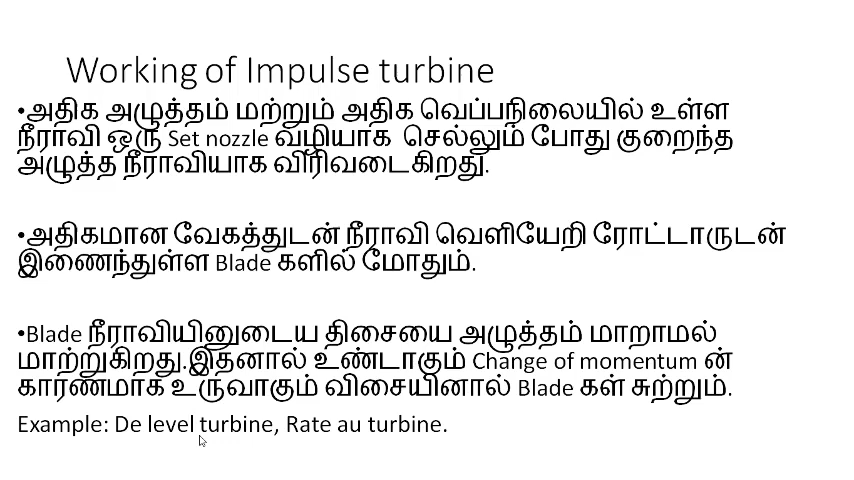 Working of Impulse turbine
•அதிக அழுத்தம் மற்றும் அதிக வெப்பநிலையில் உள்ள
நீராவி ஒரு Set nozzle வழியாக செல்லும் போது குறைந்த
அழுத்த நீராவியாக விரிவடைகிறது.
•அதிகமான வேகத்துடன் நீராவி வெளியேறி ரோட்டாருடன்
இணைந்துள்ள Blade களில் மோதும்.
•Blade நீராவியினுடைய திசையை அழுத்தம் மாறாமல்
மாற்றுகிறது.இதனால் உண்டாகும் Change of momentum ன்
காரணமாக உருவாகும் விசையினால் Blade கள் சுற்றும்.
Example: De level turbine, Rate au turbine.